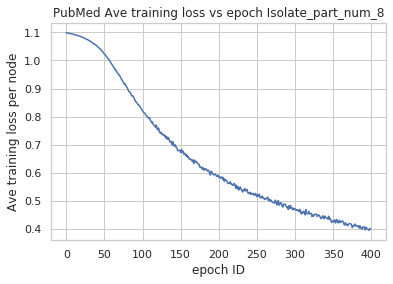 PubMed Ave training loss vs epoch Isolate_part_num_8
Ave training loss per node
1.1
1.0
0.9
0.8
0.7
0.6
0.5
0.4
0 50 100 150 200 250 300 350 400
epoch ID